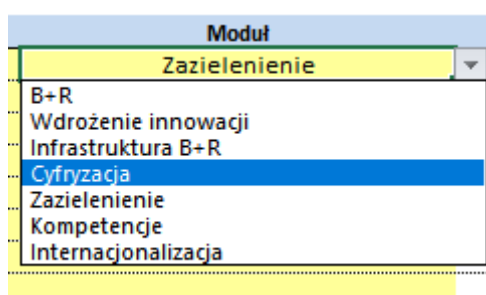 Moduł
Zazielenienie
B+R
Wdrożenie innowacji
Infrastruktura B+R
Cyfryzacja
Zazielenienie
Kompetencje
Internacjonalizacja